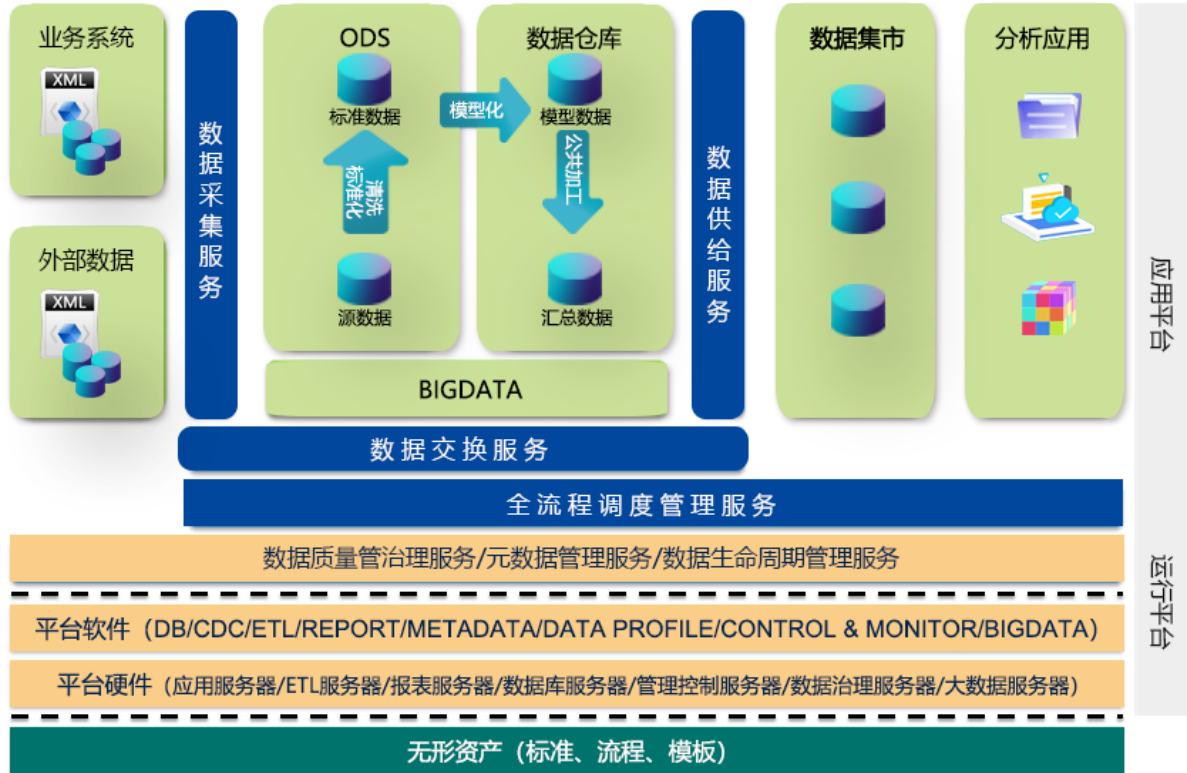 业务系统
XML
外部数据
XML
数据采集服务
ODS
标准数据
清洗
标准化
源数据
模型化
数据仓库
模型数据
公共加工
汇总数据
BIGDATA
数据供给服务
数据集市
分析应用
数据交换服务
全流程调度管理服务
数据质量管治理服务/元数据管理服务/数据生命周期管理服务
平台软件（DB/CDC/ETL/REPORT/METADATA/DATA PROFILE/CONTROL & MONITOR/BIGDATA）
平台硬件（应用服务器/ETL服务器/报表服务器/数据库服务器/管理控制服务器/数据治理服务器/大数据服务器）
无形资产（标准、流程、模板）
应用平台
运行平台